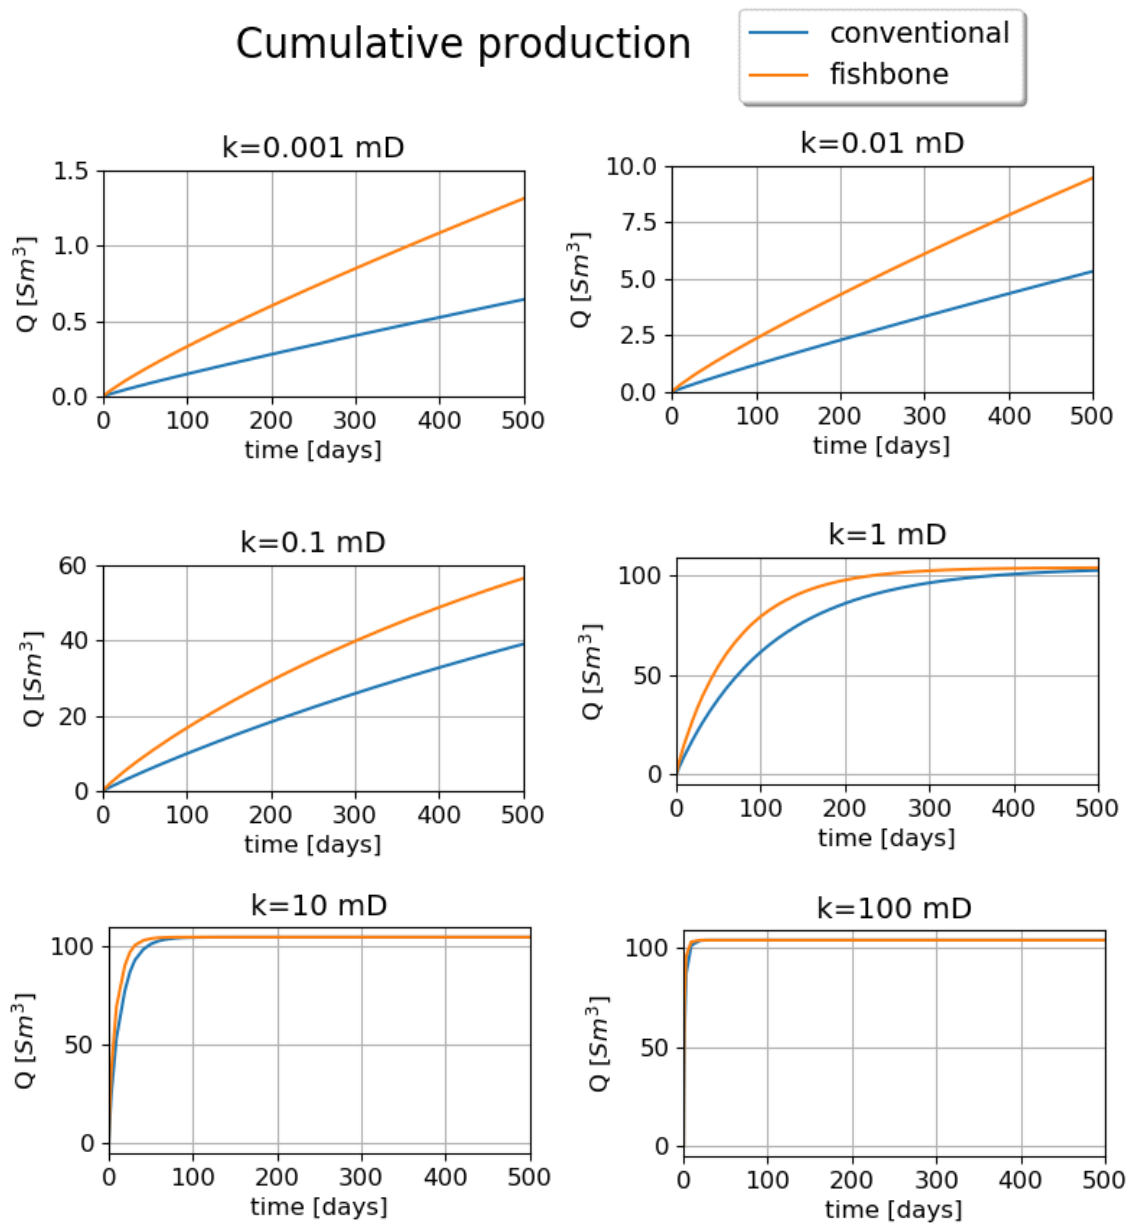 Cumulative production
conventional
fishbone
k=0.001 mD
1.5
1.0
0.5
0.0
Q [Sm³]
0 100 200 300 400 500
time [days]
k=0.01 mD
10.0
7.5
5.0
2.5
0.0
Q [Sm³]
0 100 200 300 400 500
time [days]
k=0.1 mD
60
40
20
0
Q [Sm³]
0 100 200 300 400 500
time [days]
k=1 mD
100
50
0
Q [Sm³]
0 100 200 300 400 500
time [days]
k=10 mD
100
50
0
Q [Sm³]
0 100 200 300 400 500
time [days]
k=100 mD
100
50
0
Q [Sm³]
0 100 200 300 400 500
time [days]